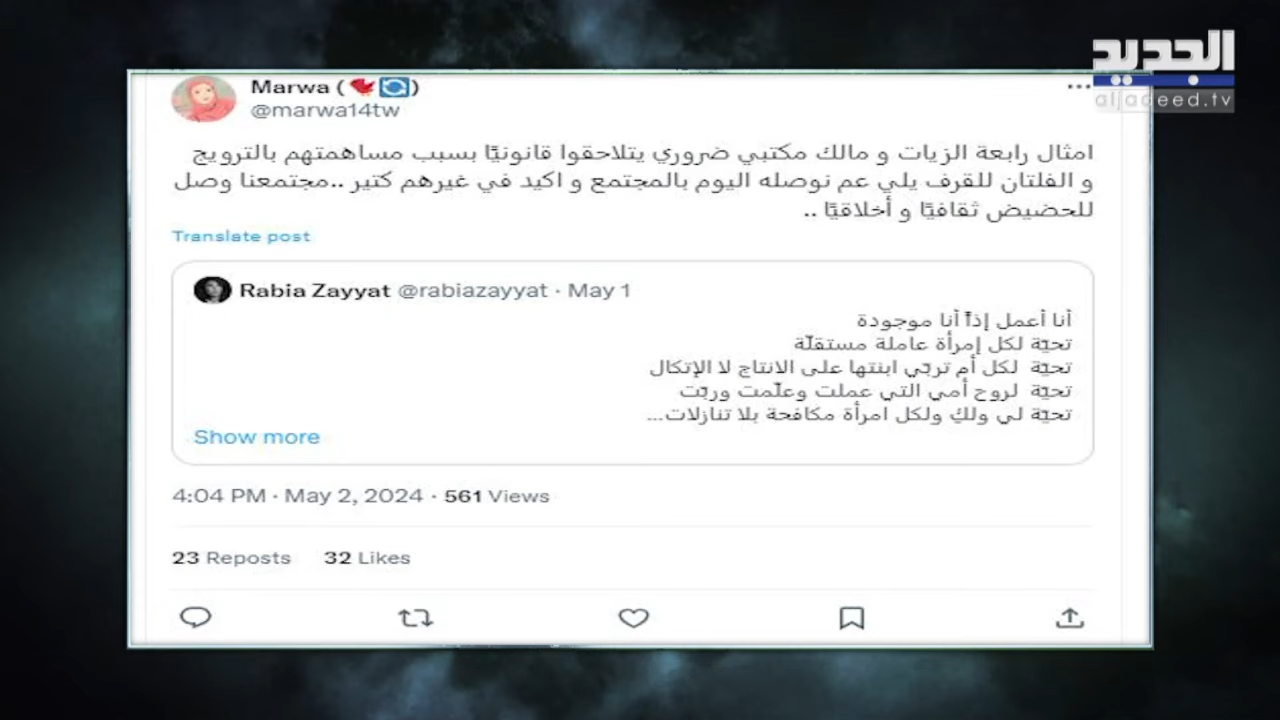 الجديد
aljadeed.tv
Marwa (🐦🔄)
@marwa14tw
امثال رابعة الزيات و مالك مكتبي ضروري يتلاحقوا قانونيًا بسبب مساهمتهم بالترويج
و الفلتان للقرف يلي عم نوصله اليوم بالمجتمع و اكيد في غيرهم كتير ..مجتمعنا وصل
للحضيض ثقافيًا و أخلاقيًا ..
Translate post
Rabia Zayyat @rabiazayyat · May 1
أنا أعمل إذاً أنا موجودة
تحيّة لكل إمرأة عاملة مستقلّة
تحيّة لكل أم تربّي ابنتها على الانتاج لا الإتكال
تحيّة لروح أمي التي عملت وعلّمت وربّت
تحيّة لي ولكِ ولكل امرأة مكافحة بلا تنازلات...
Show more
4:04 PM · May 2, 2024 · 561 Views
23 Reposts 32 Likes